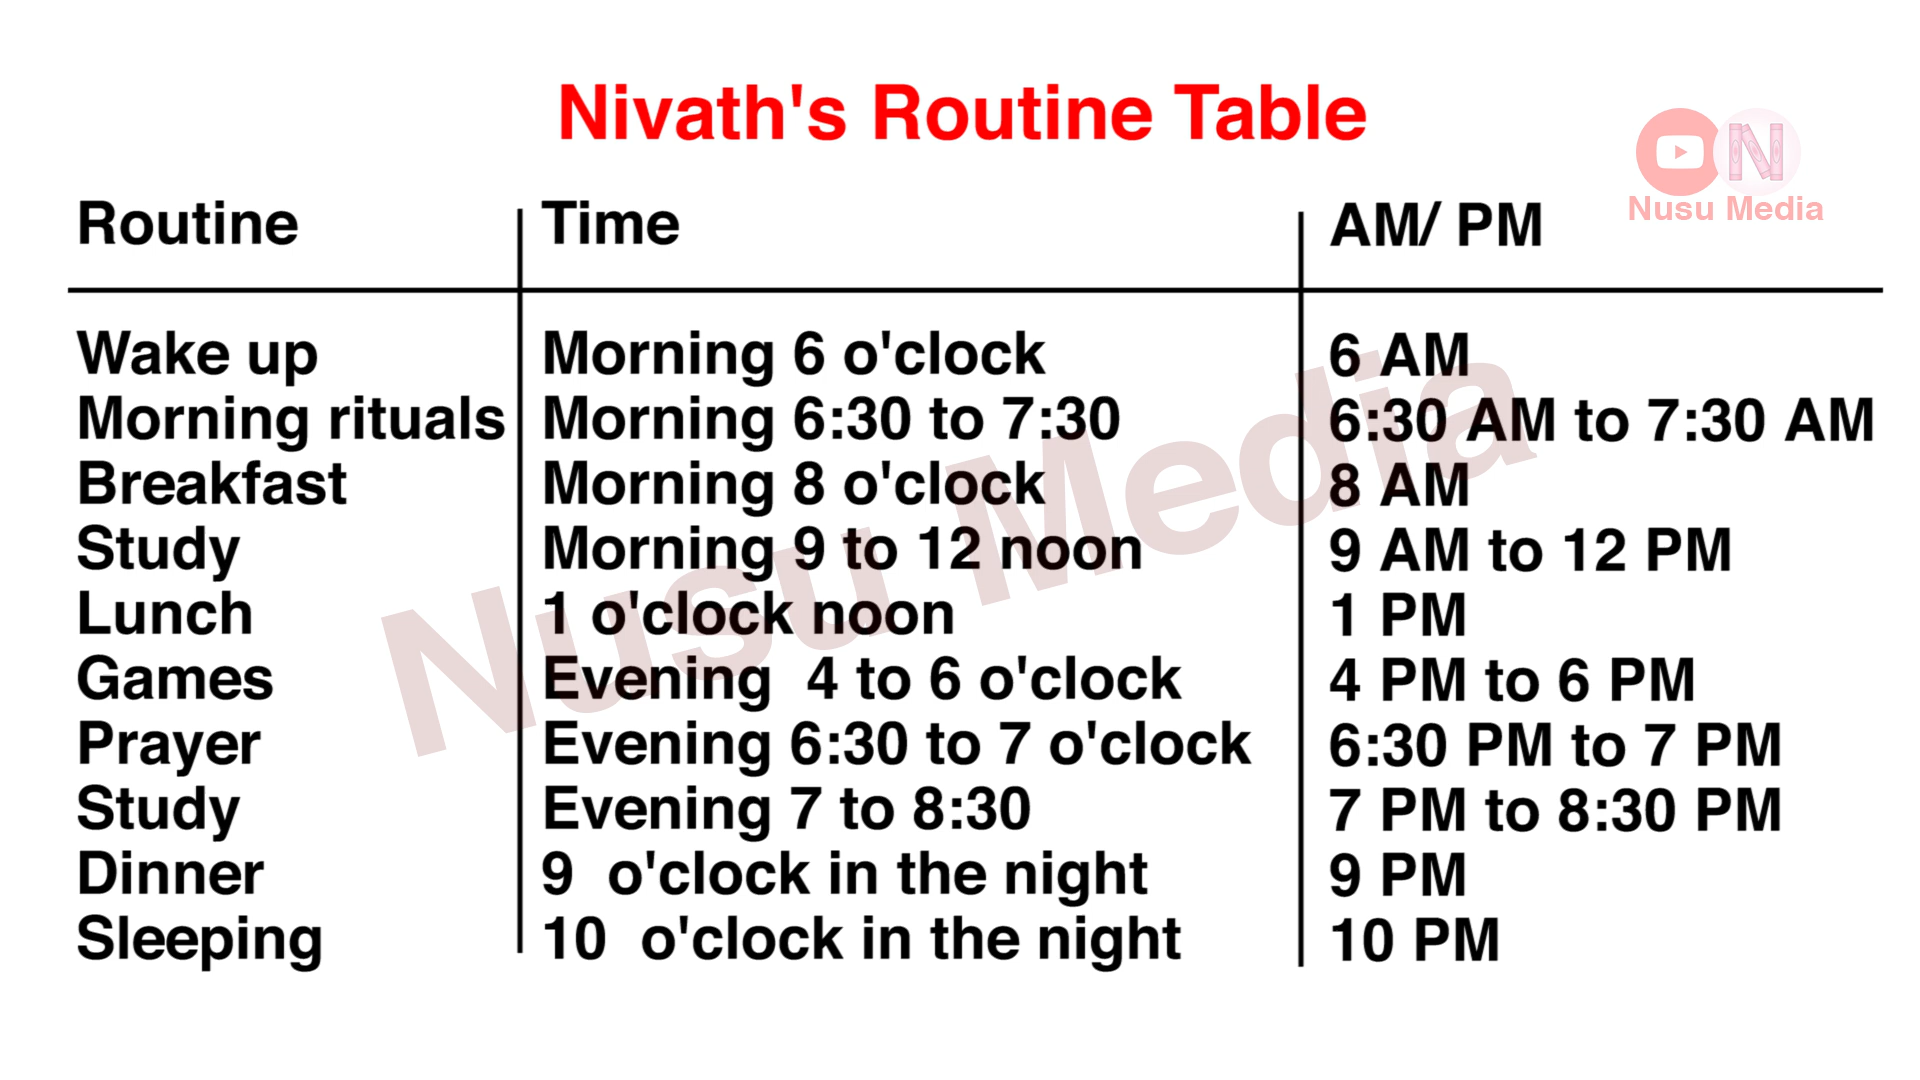 Nivath's Routine Table
Nusu Media
Routine Time AM/ PM
Wake up Morning 6 o'clock 6 AM
Morning rituals Morning 6:30 to 7:30 6:30 AM to 7:30 AM
Breakfast Morning 8 o'clock 8 AM
Study Morning 9 to 12 noon 9 AM to 12 PM
Lunch 1 o'clock noon 1 PM
Games Evening 4 to 6 o'clock 4 PM to 6 PM
Prayer Evening 6:30 to 7 o'clock 6:30 PM to 7 PM
Study Evening 7 to 8:30 7 PM to 8:30 PM
Dinner 9 o'clock in the night 9 PM
Sleeping 10 o'clock in the night 10 PM
Nusu Media